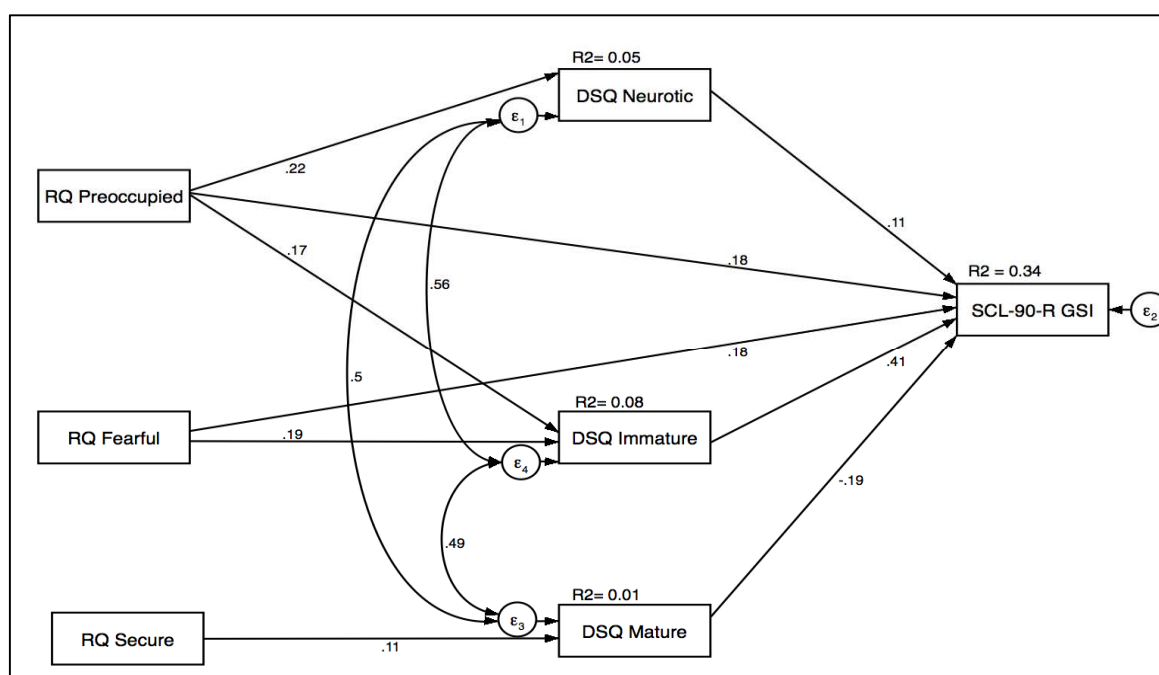 R2= 0.05
DSQ Neurotic
ε1
.22
RQ Preoccupied
.11
.17
.18
R2 = 0.34
.56
SCL-90-R GSI
ε2
.18
.41
.5
R2= 0.08
RQ Fearful
.19
DSQ Immature
ε4
-.19
.49
R2= 0.01
ε3
DSQ Mature
RQ Secure
.11